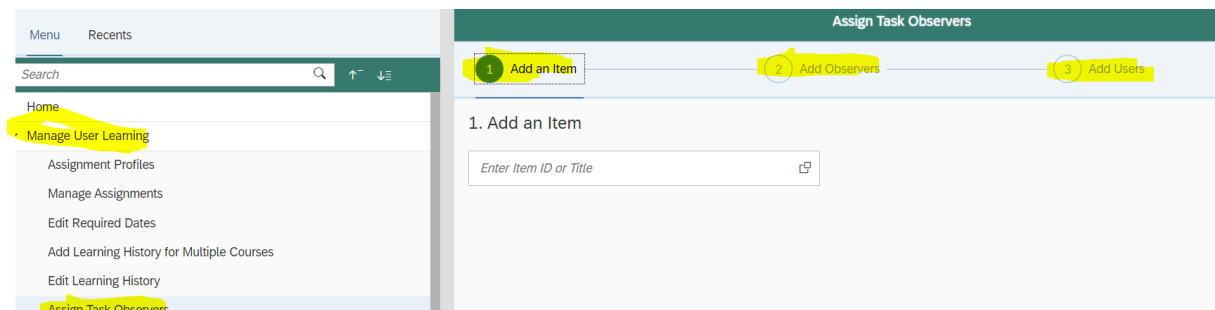 Menu Recents
Search
Home
Manage User Learning
Assignment Profiles
Manage Assignments
Edit Required Dates
Add Learning History for Multiple Courses
Edit Learning History
Assign Task Observers
Assign Task Observers
1 Add an Item 2 Add Observers 3 Add Users
1. Add an Item
Enter Item ID or Title